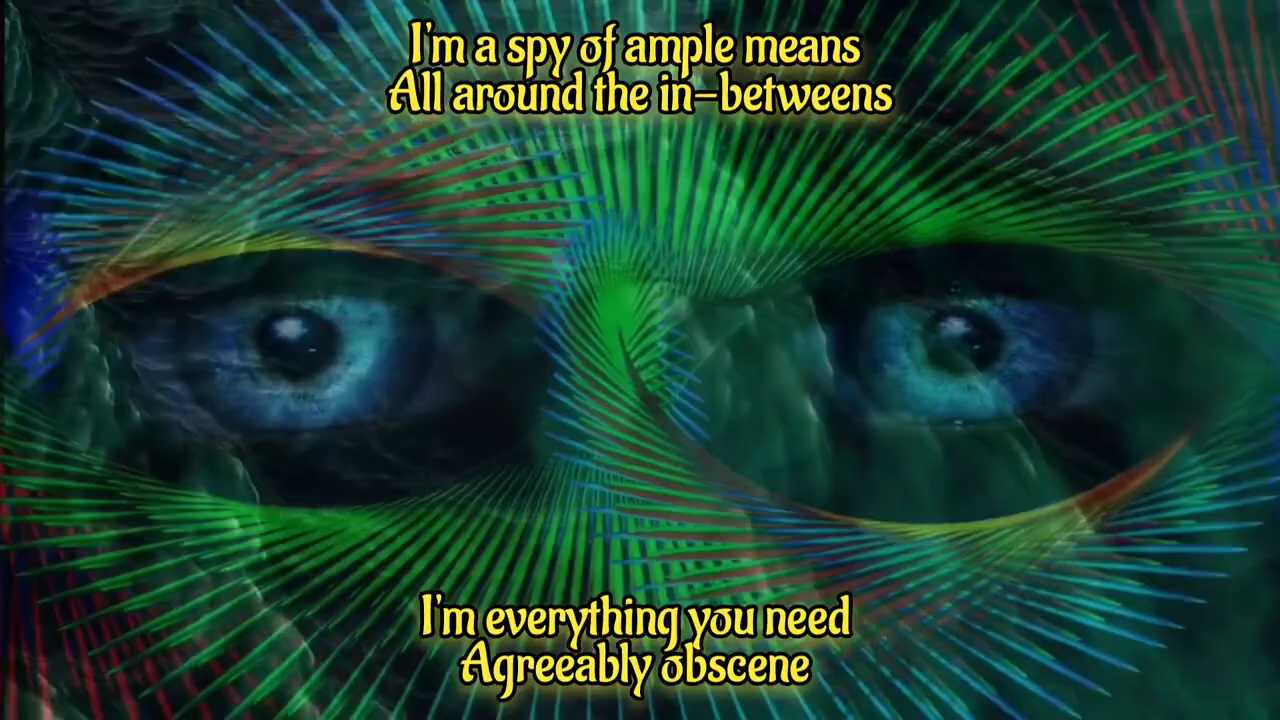 I'm a spy of ample means
All around the in-betweens
I'm everything you need
Agreeably obscene